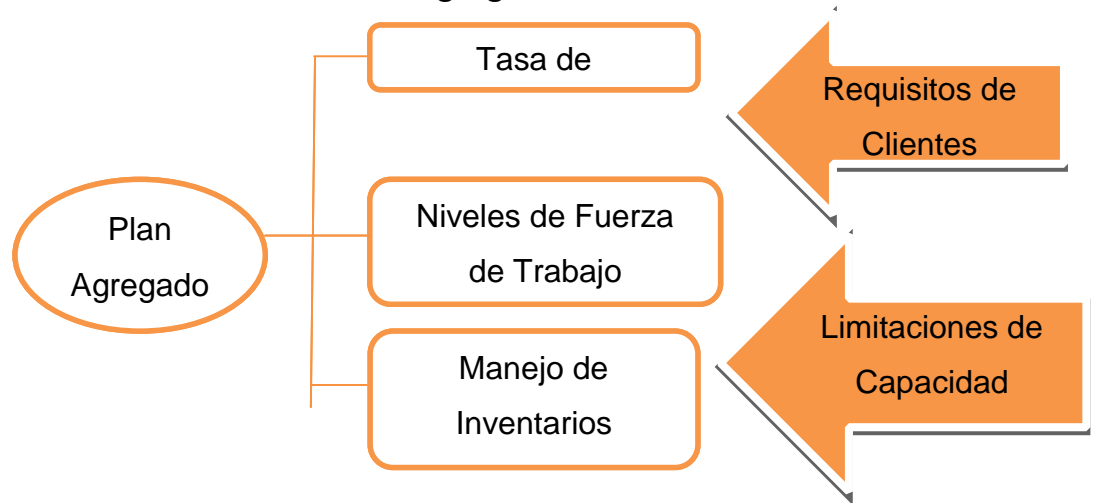 Tasa de
Requisitos de
Clientes
Plan
Agregado
Niveles de Fuerza
de Trabajo
Manejo de
Inventarios
Limitaciones de
Capacidad